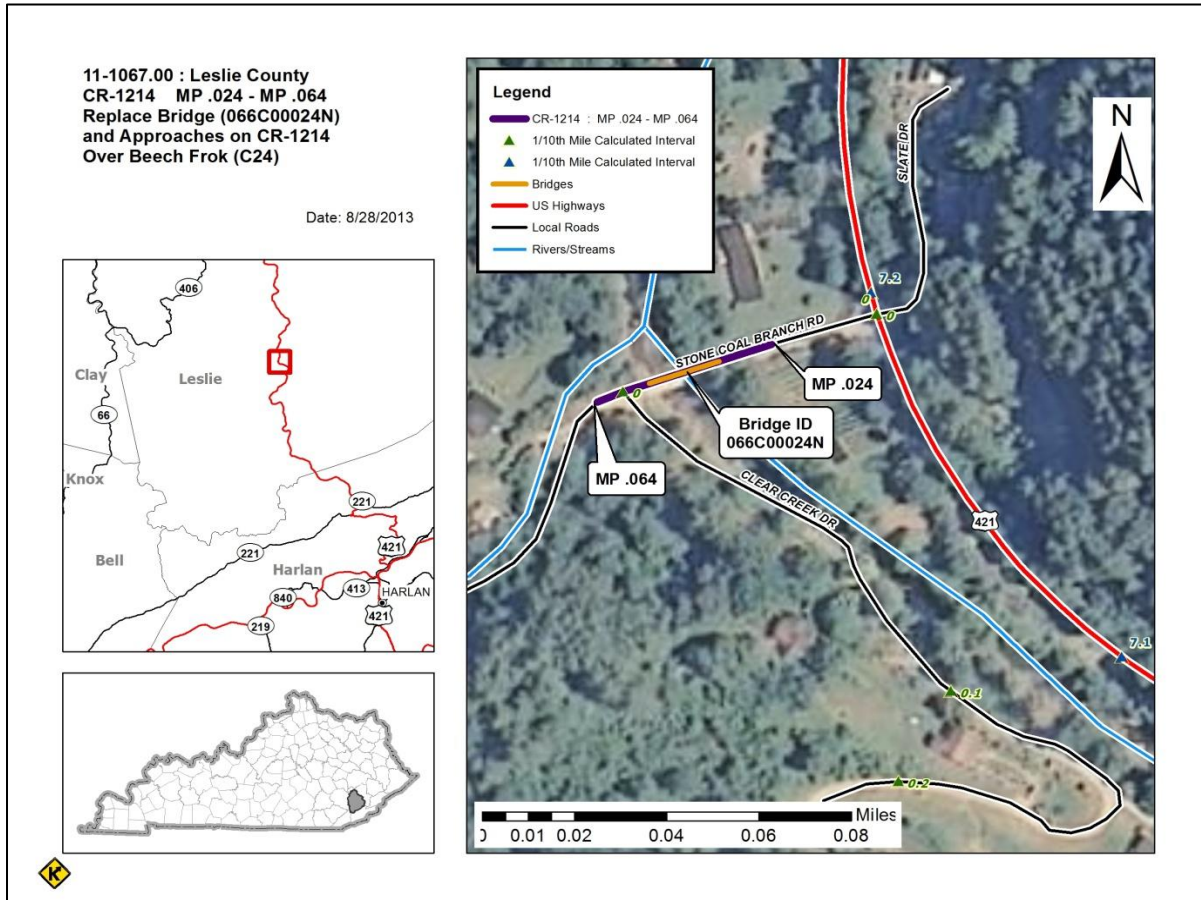 11-1067.00 : Leslie County
CR-1214 MP .024 - MP .064
Replace Bridge (066C00024N)
and Approaches on CR-1214
Over Beech Frok (C24)
Date: 8/28/2013
406
Clay
Leslie
66
Knox
221
Bell
221
421
Harlan
413
HARLAN
840
421
219
Legend
CR-1214 : MP .024 - MP .064
1/10th Mile Calculated Interval
1/10th Mile Calculated Interval
Bridges
US Highways
Local Roads
Rivers/Streams
N
SLATE DR
7.2
0
0
STONE COAL BRANCH RD
MP .024
0
Bridge ID
066C00024N
MP .064
CLEAR CREEK DR
421
7.1
0.1
0.2
0 0.01 0.02 0.04 0.06 0.08 Miles
K